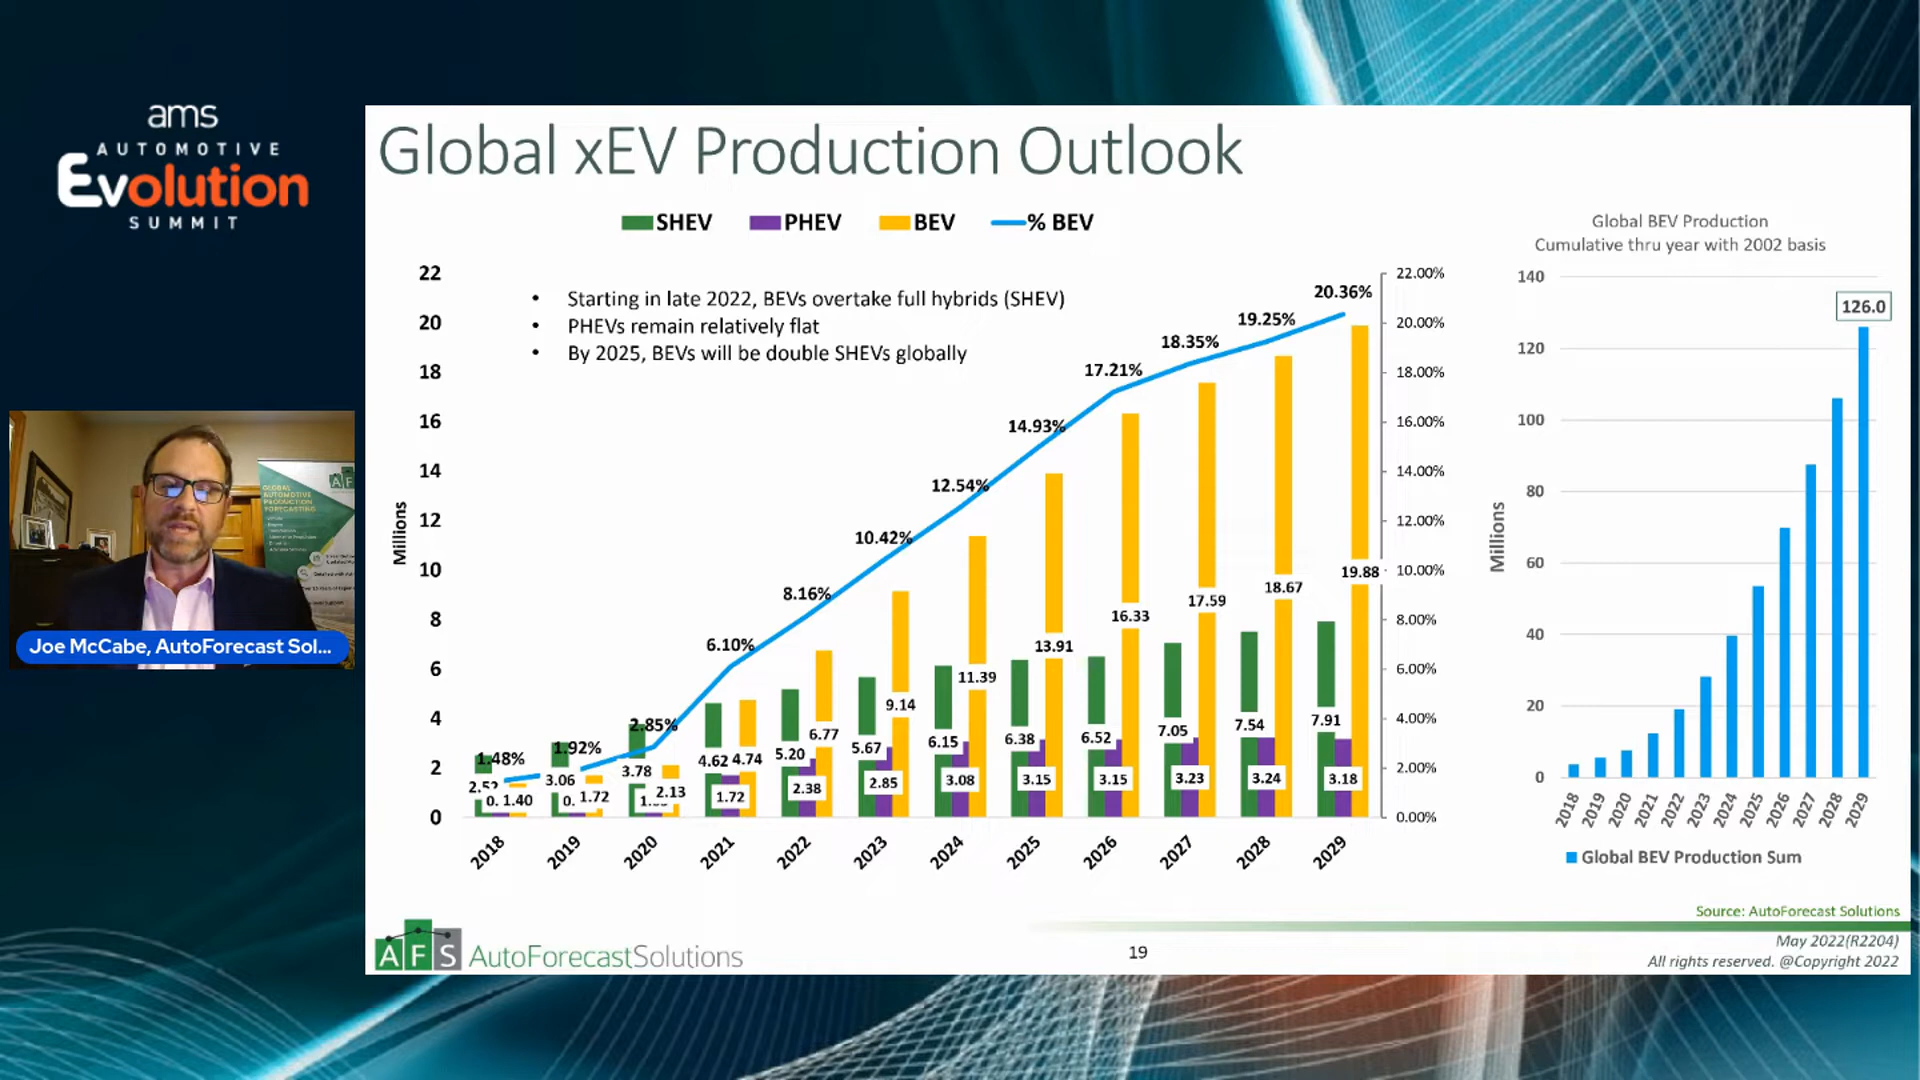 ams
AUTOMOTIVE
Evolution
SUMMIT
Joe McCabe, AutoForecast Sol...
GLOBAL
AUTOMOTIVE
PRODUCTION
FORECASTING
Global xEV Production Outlook
SHEV PHEV BEV % BEV
• Starting in late 2022, BEVs overtake full hybrids (SHEV)
• PHEVs remain relatively flat
• By 2025, BEVs will be double SHEVs globally
Millions
22
20
18
16
14
12
10
8
6
4
2
0
1.48% 1.92% 2.85% 6.10% 8.16% 10.42% 12.54% 14.93% 17.21% 18.35% 19.25% 20.36%
2.52 3.06 3.78 4.62 5.20 5.67 6.15 6.38 6.52 7.05 7.54 7.91
0. 0. 1.72 2.38 2.85 3.08 3.15 3.15 3.23 3.24 3.18
1.40 1.72 2.13 4.74 6.77 9.14 11.39 13.91 16.33 17.59 18.67 19.88
22.00%
20.00%
18.00%
16.00%
14.00%
12.00%
10.00%
8.00%
6.00%
4.00%
2.00%
0.00%
2018 2019 2020 2021 2022 2023 2024 2025 2026 2027 2028 2029
Global BEV Production
Cumulative thru year with 2002 basis
Millions
140
120
100
80
60
40
20
0
126.0
2018 2019 2020 2021 2022 2023 2024 2025 2026 2027 2028 2029
Global BEV Production Sum
Source: AutoForecast Solutions
AFS AutoForecastSolutions
19
May 2022(R2204)
All rights reserved. @Copyright 2022